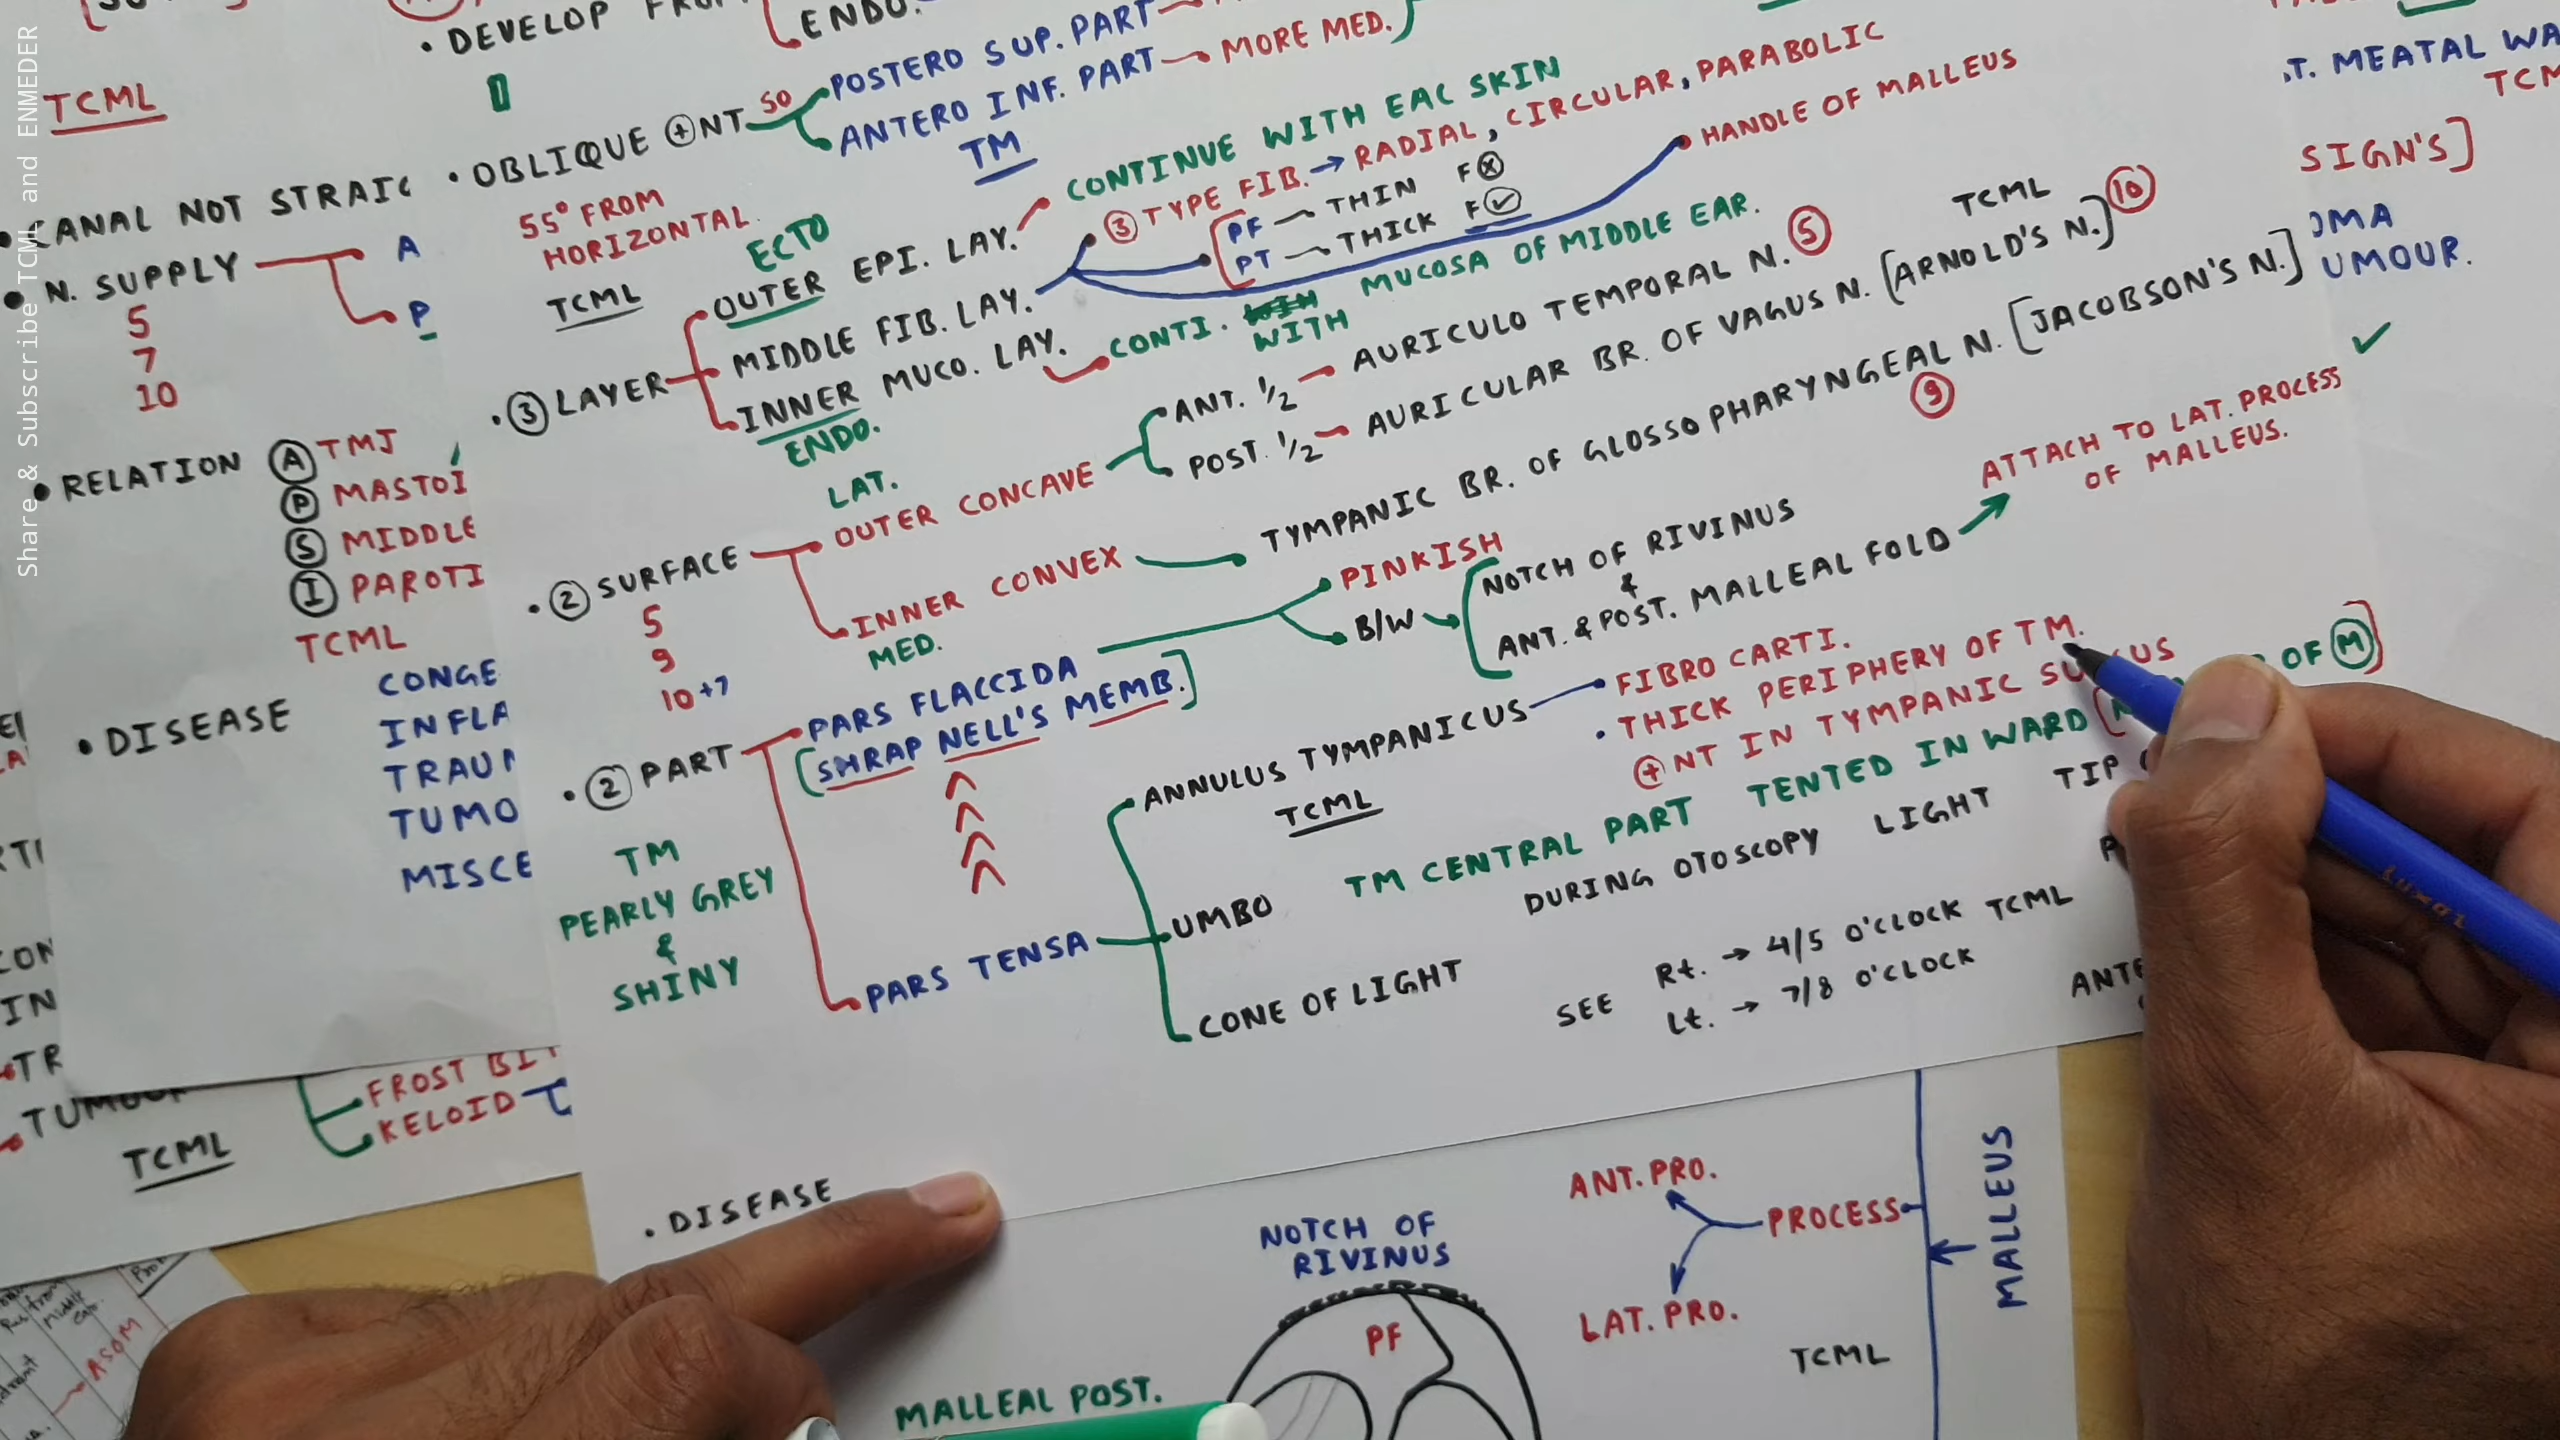 Share & Subscribe TCML and ENMEDER
TCML
CANAL NOT STRAIG
N. SUPPLY
A
P
5
7
10
RELATION
A TMJ
P MASTOI
S MIDDLE
I PAROTI
TCML
DISEASE
CONGE
INFLA
TRAU
TUMO
MISCE
TUMOUR
TCML
FROST BIT
KELOID
ASOM
DEVELOP FROM
ENDO.
OBLIQUE +NT SO
POSTERO SUP. PART
ANTERO INF. PART → MORE MED.
TM
55° FROM
HORIZONTAL.
TCML
3 LAYER
ECTO
OUTER EPI. LAY.
CONTINUE WITH EAC SKIN
MIDDLE FIB. LAY.
3 TYPE FIB. → RADIAL, CIRCULAR, PARABOLIC
PF — THIN F ⊗
PT — THICK F ✓
HANDLE OF MALLEUS
INNER MUCO. LAY.
ENDO.
CONTI. WITH MUCOSA OF MIDDLE EAR.
2 SURFACE
5
9
10+7
LAT.
OUTER CONCAVE
ANT. 1/2 — AURICULO TEMPORAL N. 5
POST. 1/2 — AURICULAR BR. OF VAGUS N. [ARNOLD'S N.] 10
TCML
INNER CONVEX
MED.
TYMPANIC BR. OF GLOSSO PHARYNGEAL N. [JACOBSON'S N.]
9
2 PART
TM
PEARLY GREY
&
SHINY
PARS FLACCIDA
[SHRAP NELL'S MEMB.]
PINKISH
B/W
NOTCH OF RIVINUS
&
ANT. & POST. MALLEAL FOLD
ATTACH TO LAT. PROCESS
OF MALLEUS.
PARS TENSA
ANNULUS TYMPANICUS
TCML
FIBRO CARTI.
THICK PERIPHERY OF TM.
+NT IN TYMPANIC SULCUS
UMBO
TM CENTRAL PART TENTED IN WARD
OF M]
CONE OF LIGHT
DURING OTOSCOPY LIGHT TIP
SEE
Rt. → 4/5 O'CLOCK TCML
Lt. → 7/8 O'CLOCK
ANTE
DISEASE
T. MEATAL WA
TCM
SIGN'S]
OMA
UMOUR.
NOTCH OF
RIVINUS
PF
MALLEAL POST.
ANT. PRO.
PROCESS
LAT. PRO.
MALLEUS
TCML
LUXOR